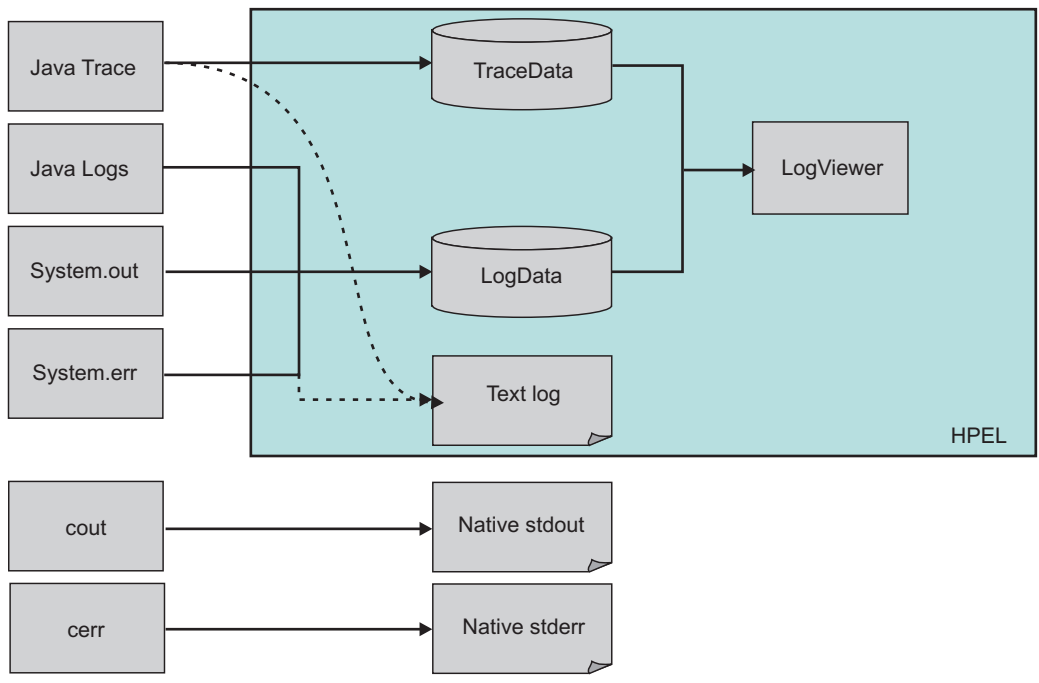 Java Trace
TraceData
Java Logs
LogViewer
System.out
LogData
System.err
Text log
HPEL
cout
Native stdout
cerr
Native stderr